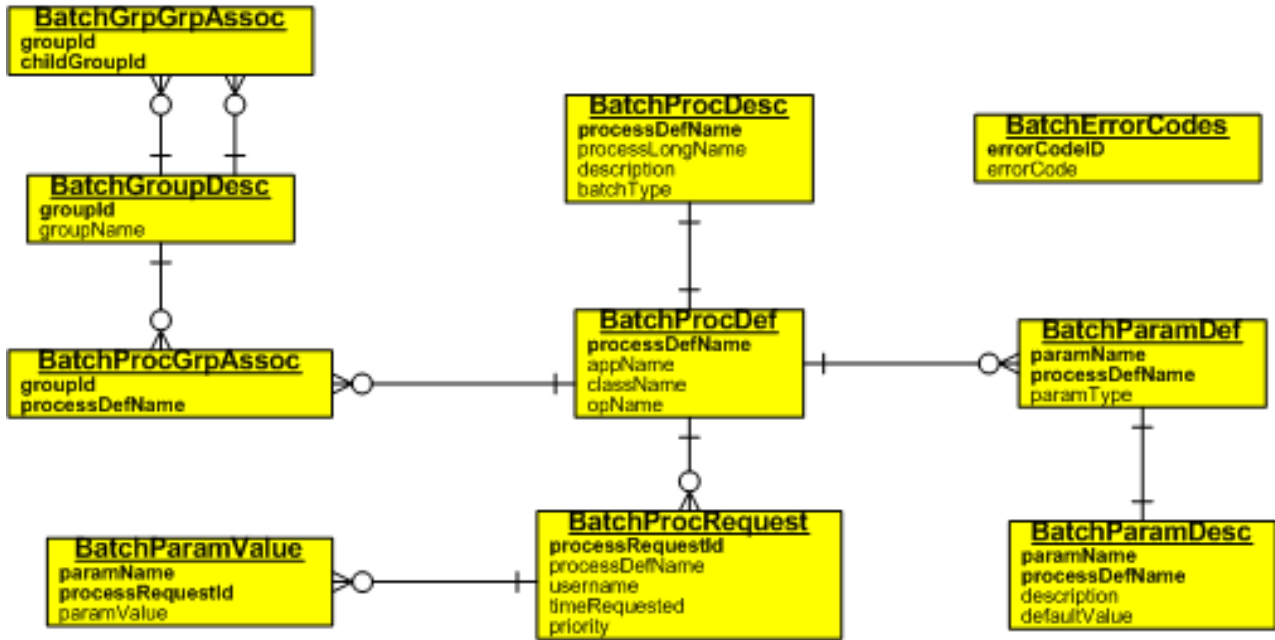 BatchGrpGrpAssoc
groupId
childGroupId
BatchProcDesc
processDefName
processLongName
description
batchType
BatchErrorCodes
errorCodeID
errorCode
BatchGroupDesc
groupId
groupName
BatchProcDef
processDefName
appName
className
opName
BatchParamDef
paramName
processDefName
paramType
BatchProcGrpAssoc
groupId
processDefName
BatchProcRequest
processRequestId
processDefName
username
timeRequested
priority
BatchParamDesc
paramName
processDefName
description
defaultValue
BatchParamValue
paramName
processRequestId
paramValue